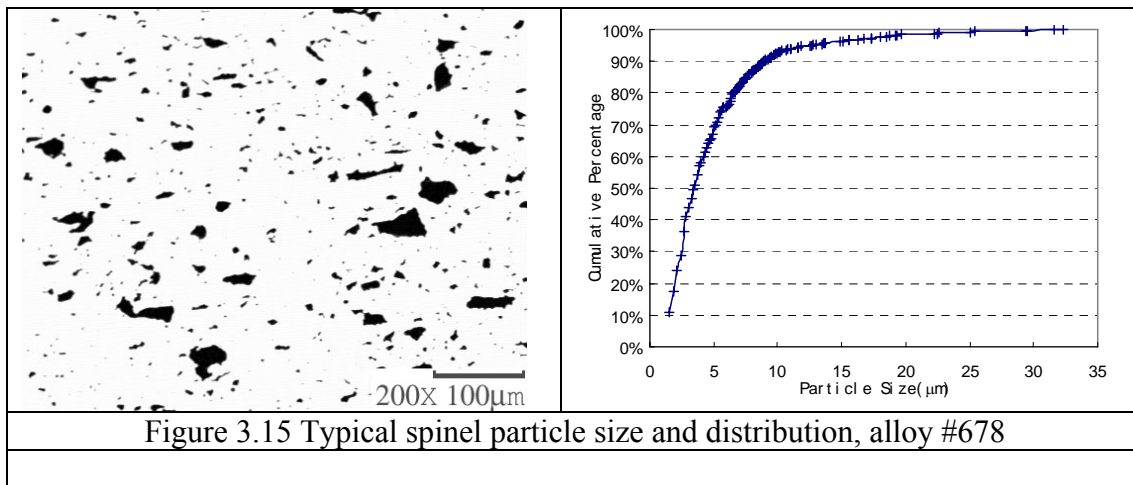 200X 100μm
100%
90%
80%
70%
60%
50%
40%
30%
20%
10%
0%
Cumulative Percentage
0 5 10 15 20 25 30 35
Particle Size(μm)
Figure 3.15 Typical spinel particle size and distribution, alloy #678